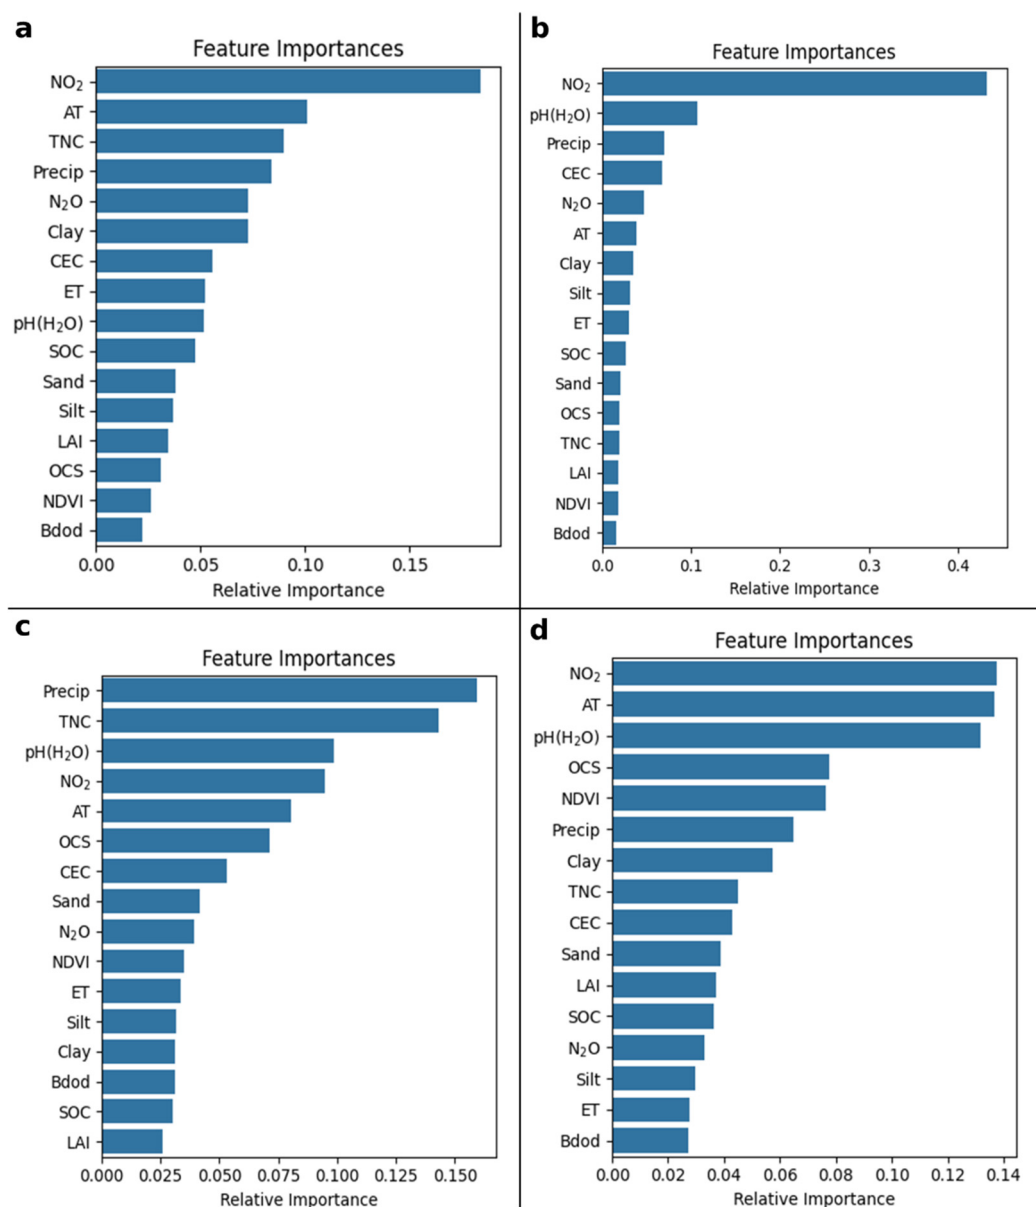 a
Feature Importances
NO₂
AT
TNC
Precip
N₂O
Clay
CEC
ET
pH(H₂O)
SOC
Sand
Silt
LAI
OCS
NDVI
Bdod
0.00 0.05 0.10 0.15
Relative Importance
b
Feature Importances
NO₂
pH(H₂O)
Precip
CEC
N₂O
AT
Clay
Silt
ET
SOC
Sand
OCS
TNC
LAI
NDVI
Bdod
0.0 0.1 0.2 0.3 0.4
Relative Importance
c
Feature Importances
Precip
TNC
pH(H₂O)
NO₂
AT
OCS
CEC
Sand
N₂O
NDVI
ET
Silt
Clay
Bdod
SOC
LAI
0.000 0.025 0.050 0.075 0.100 0.125 0.150
Relative Importance
d
Feature Importances
NO₂
AT
pH(H₂O)
OCS
NDVI
Precip
Clay
TNC
CEC
Sand
LAI
SOC
N₂O
Silt
ET
Bdod
0.00 0.02 0.04 0.06 0.08 0.10 0.12 0.14
Relative Importance